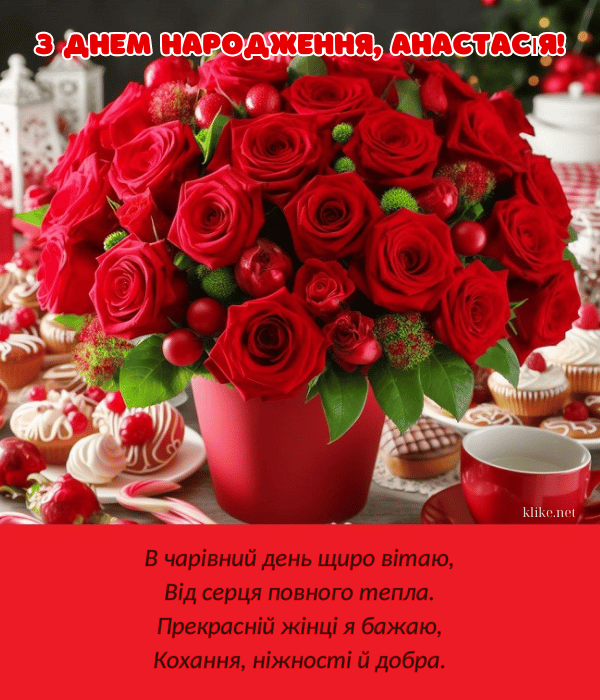 З ДНЕМ НАРОДЖЕННЯ, АНАСТАСІЯ!
klike.net
В чарівний день щиро вітаю,
Від серця повного тепла.
Прекрасній жінці я бажаю,
Кохання, ніжності й добра.